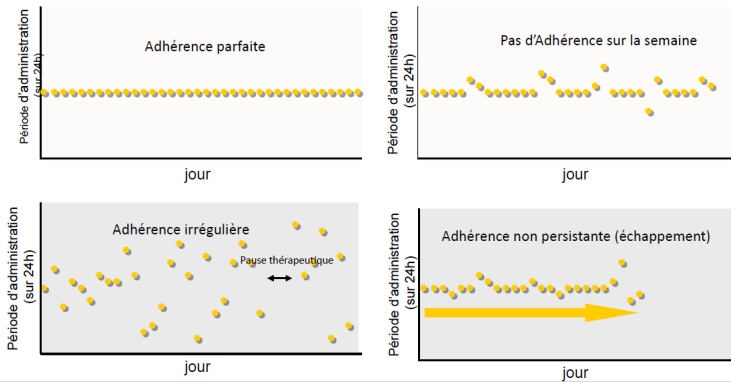 Période d'administration
(sur 24h)
Adhérence parfaite
jour
Période d'administration
(sur 24h)
Pas d'Adhérence sur la semaine
jour
Période d'administration
(sur 24h)
Adhérence irrégulière
Pause thérapeutique
jour
Période d'administration
(sur 24h)
Adhérence non persistante (échappement)
jour